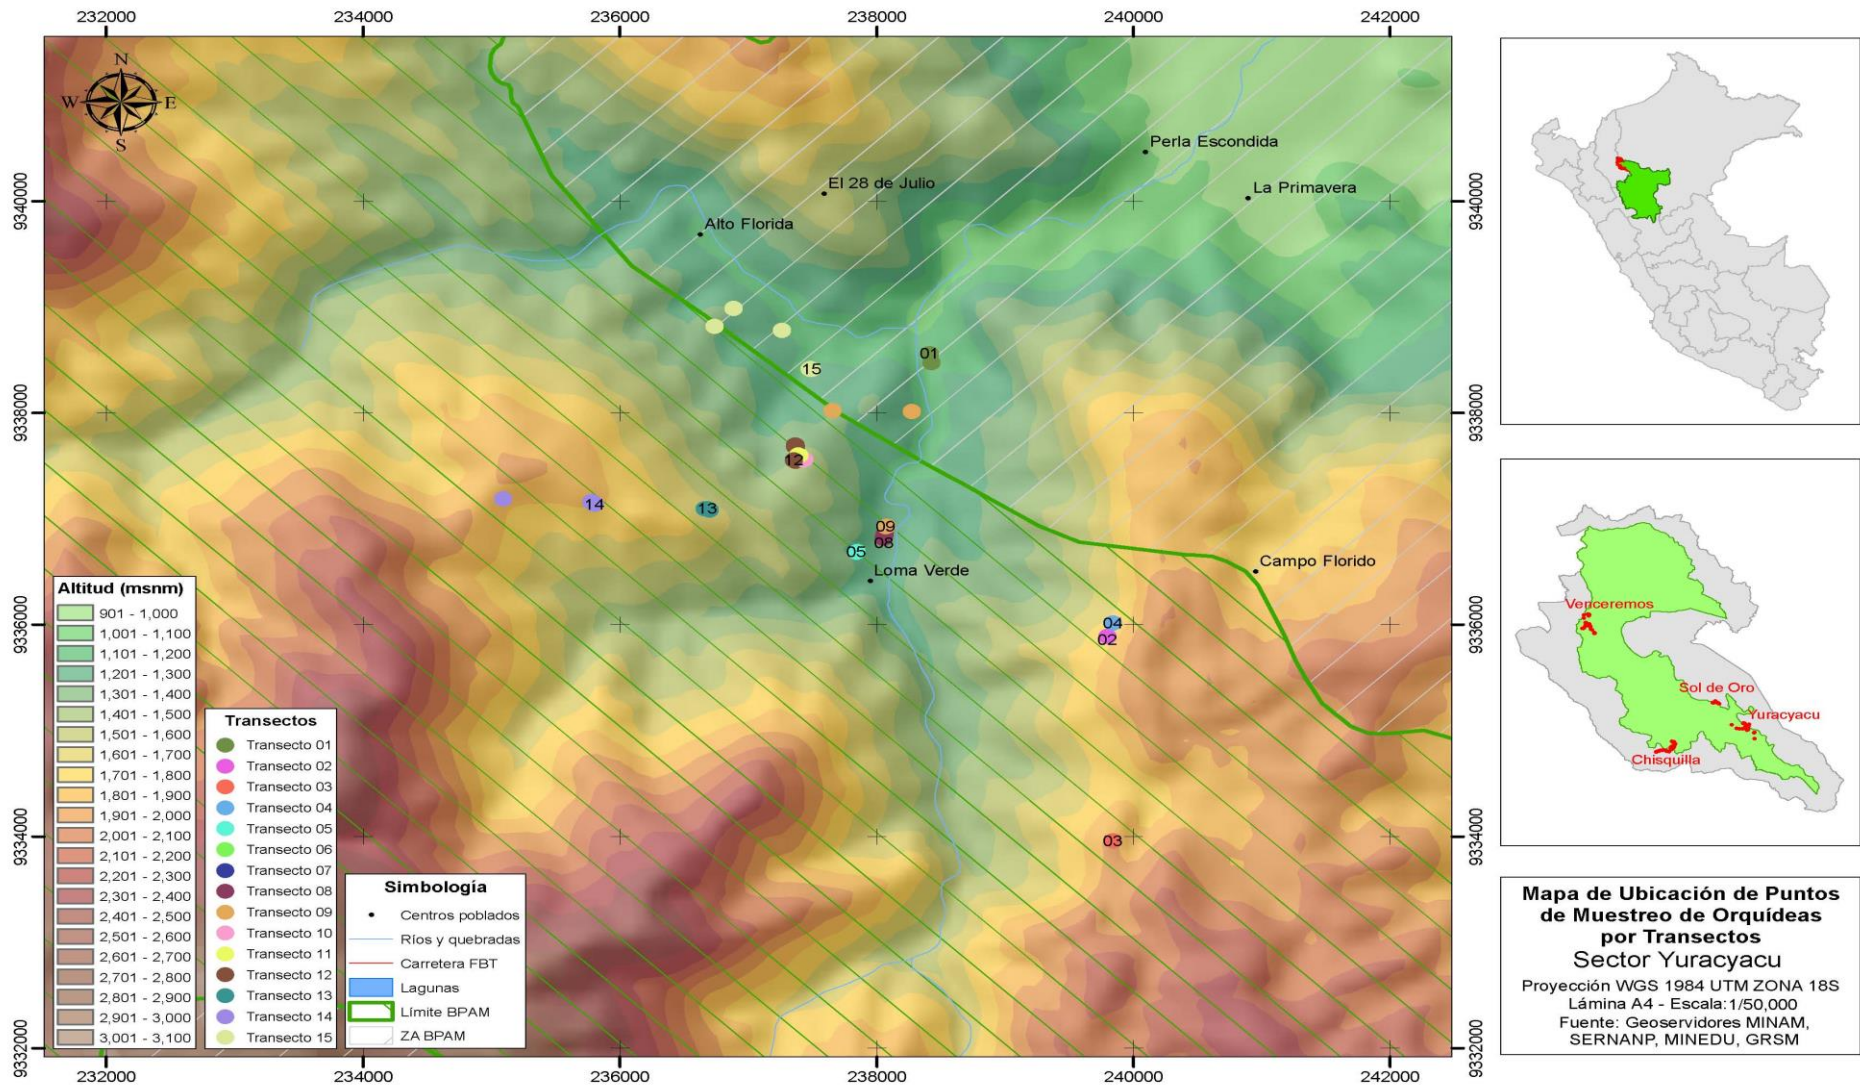 232000 234000 236000 238000 240000 242000
N
W E
S
9340000 9340000
9338000 9338000
9336000 9336000
9334000 9334000
9332000 9332000
Perla Escondida
El 28 de Julio
La Primavera
Alto Florida
01
15
12
14
13
09
08
05
Loma Verde
Campo Florido
04
02
03
Altitud (msnm)
901 - 1,000
1,001 - 1,100
1,101 - 1,200
1,201 - 1,300
1,301 - 1,400
1,401 - 1,500
1,501 - 1,600
1,601 - 1,700
1,701 - 1,800
1,801 - 1,900
1,901 - 2,000
2,001 - 2,100
2,101 - 2,200
2,201 - 2,300
2,301 - 2,400
2,401 - 2,500
2,501 - 2,600
2,601 - 2,700
2,701 - 2,800
2,801 - 2,900
2,901 - 3,000
3,001 - 3,100
Transectos
Transecto 01
Transecto 02
Transecto 03
Transecto 04
Transecto 05
Transecto 06
Transecto 07
Transecto 08
Transecto 09
Transecto 10
Transecto 11
Transecto 12
Transecto 13
Transecto 14
Transecto 15
Simbología
Centros poblados
Ríos y quebradas
Carretera FBT
Lagunas
Límite BPAM
ZA BPAM
232000 234000 236000 238000 240000 242000
Venceremos
Sol de Oro
Yuracyacu
Chisquilla
Mapa de Ubicación de Puntos
de Muestreo de Orquídeas
por Transectos
Sector Yuracyacu
Proyección WGS 1984 UTM ZONA 18S
Lámina A4 - Escala:1/50,000
Fuente: Geoservidores MINAM,
SERNANP, MINEDU, GRSM